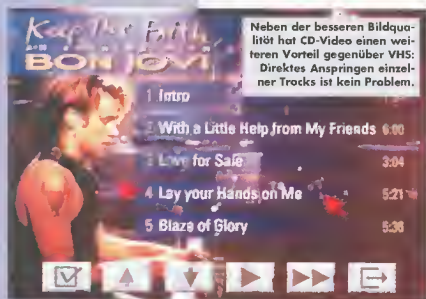 Keep The Faith
BON JOVI
Neben der besseren Bildqua-
lität hat CD-Video einen wei-
teren Vorteil gegenüber VHS:
Direktes Anspringen einzel-
ner Tracks ist kein Problem.
1 Intro
2 With a Little Help from My Friends 6:00
3 Love for Sale 3:04
4 Lay your Hands on Me 5:21
5 Blaze of Glory 5:36